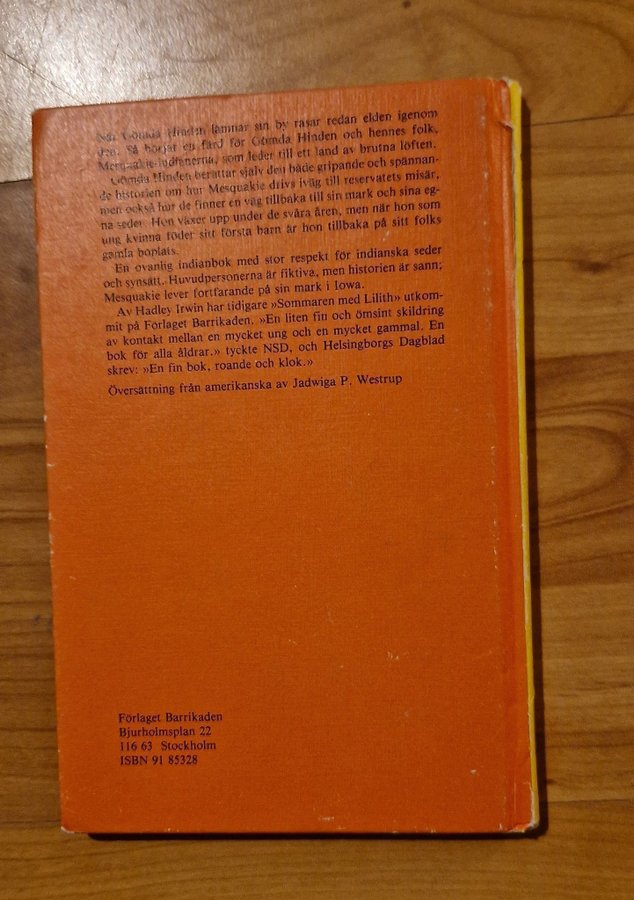 När Gömda Hinden lämnar sin by rasar redan elden igenom
den. Så börjar en färd för Gömda Hinden och hennes folk,
Mesquakie-indianerna, som leder till ett land av brutna löften.
Gömda Hinden berättar själv den både gripande och spännan-
de historien om hur Mesquakie drivs iväg till reservatets misär,
men också hur de finner en väg tillbaka till sin mark och sina eg-
na seder. Hon växer upp under de svåra åren, men när hon som
ung kvinna föder sitt första barn är hon tillbaka på sitt folks
gamla boplats.
En ovanlig indianbok med stor respekt för indianska seder
och synsätt. Huvudpersonerna är fiktiva, men historien är sann;
Mesquakie lever fortfarande på sin mark i Iowa.
Av Hadley Irwin har tidigare »Sommaren med Lilith» utkom-
mit på Förlaget Barrikaden. »En liten fin och ömsint skildring
av kontakt mellan en mycket ung och en mycket gammal. En
bok för alla åldrar.» tyckte NSD, och Helsingborgs Dagblad
skrev: »En fin bok, roande och klok.»
Översättning från amerikanska av Jadwiga P. Westrup
Förlaget Barrikaden
Bjurholmsplan 22
116 63 Stockholm
ISBN 91 85328